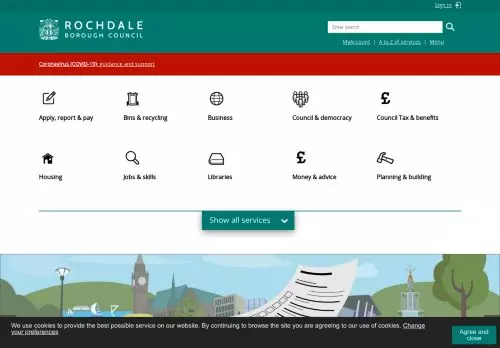 Sign in
ROCHDALE
BOROUGH COUNCIL
Enter search
MyAccount | A to Z of services | Menu
Coronavirus (COVID-19): guidance and support
Apply, report & pay
Bins & recycling
Business
Council & democracy
Council Tax & benefits
Housing
Jobs & skills
Libraries
Money & advice
Planning & building
Show all services
We use cookies to provide the best possible service on our website. By continuing to browse the site you are agreeing to our use of cookies. Change
your preferences
Agree and
close